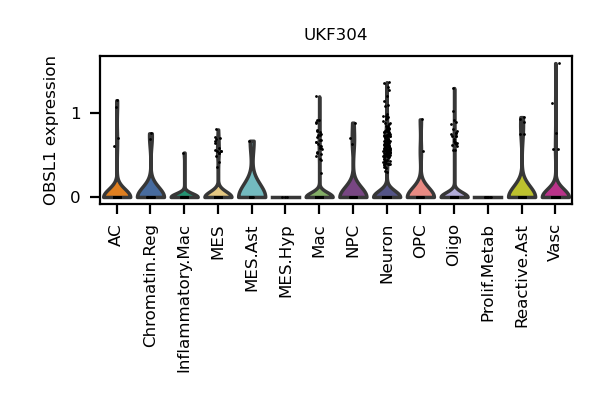 UKF304
OBSL1 expression
1
0
AC
Chromatin.Reg
Inflammatory.Mac
MES
MES.Ast
MES.Hyp
Mac
NPC
Neuron
OPC
Oligo
Prolif.Metab
Reactive.Ast
Vasc